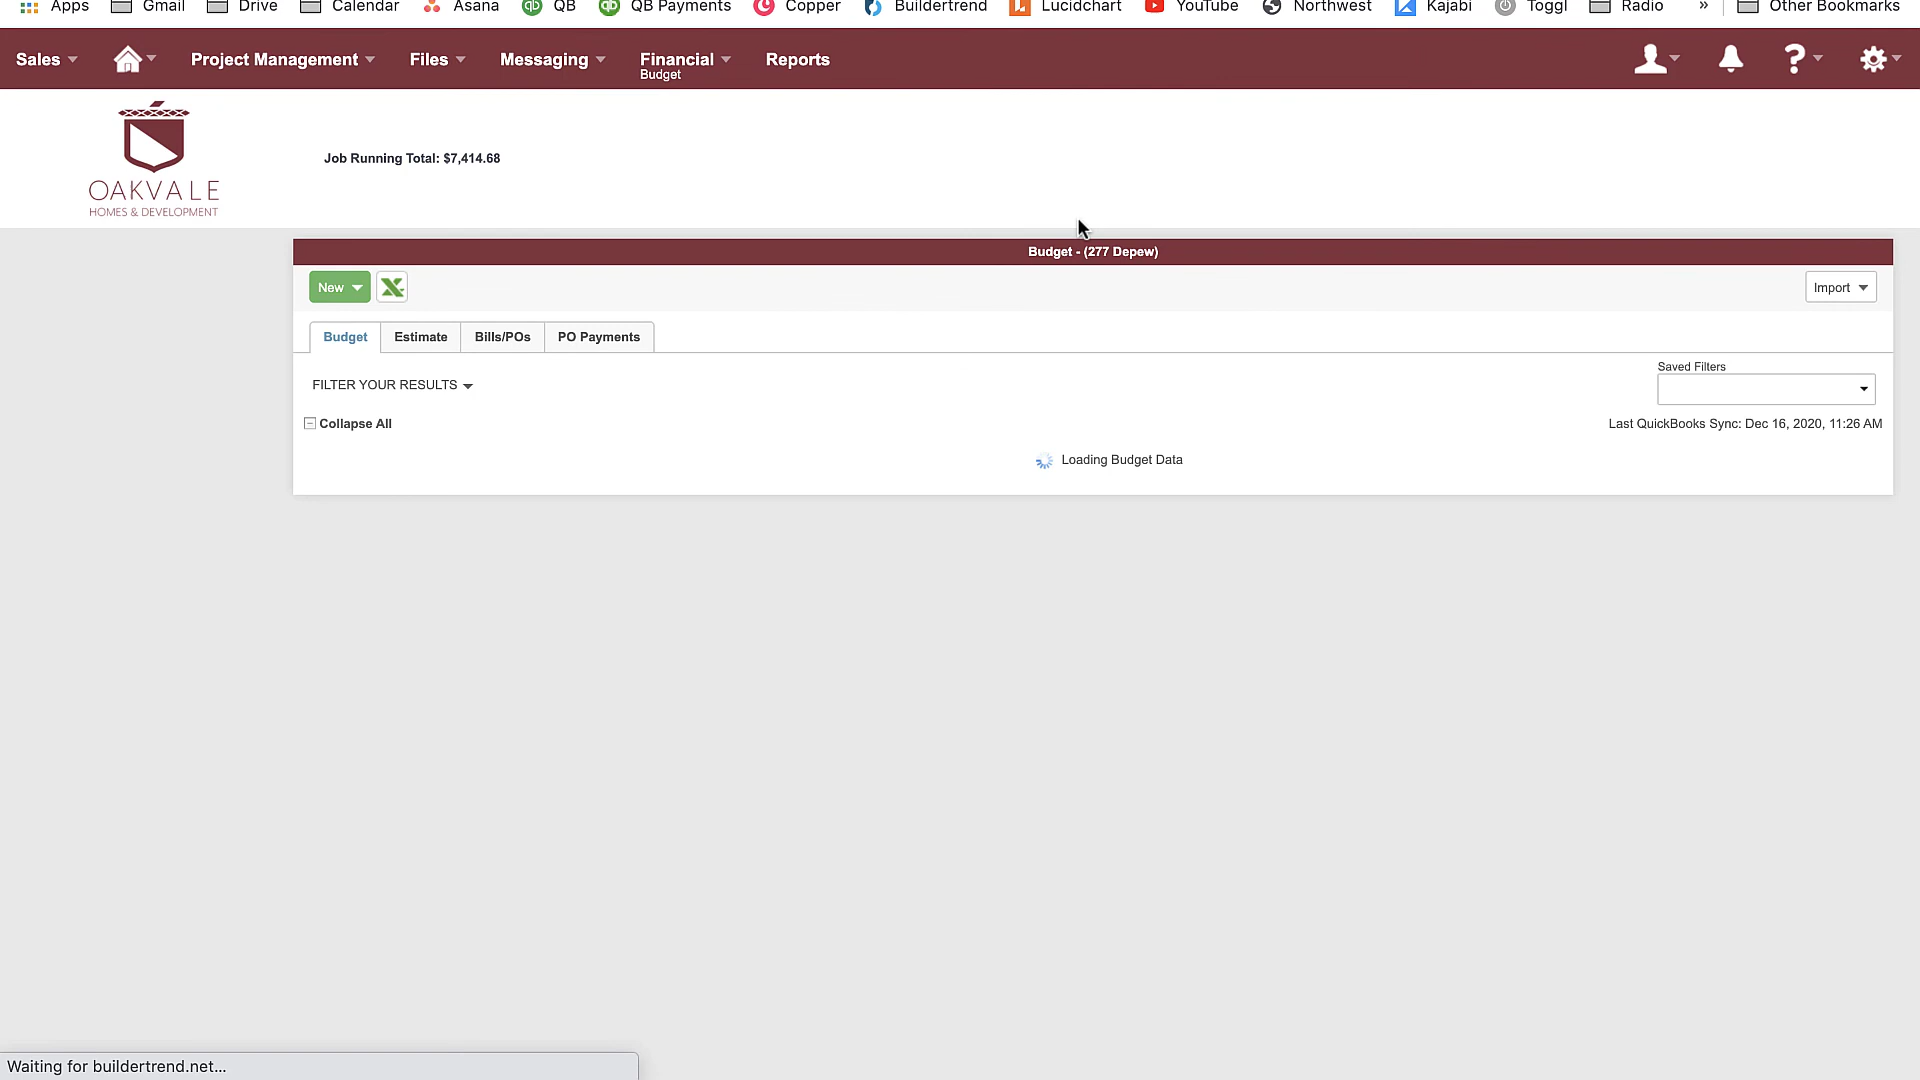 Apps Gmail Drive Calendar Asana QB QB Payments Copper Buildertrend Lucidchart YouTube Northwest Kajabi Toggl Radio » Other Bookmarks
Sales Project Management Files Messaging Financial Reports
Budget
OAKVALE
HOMES & DEVELOPMENT
Job Running Total: $7,414.68
Budget - (277 Depew)
New Import
Budget Estimate Bills/POs PO Payments
Saved Filters
FILTER YOUR RESULTS
Collapse All Last QuickBooks Sync: Dec 16, 2020, 11:26 AM
Loading Budget Data
Waiting for buildertrend.net...